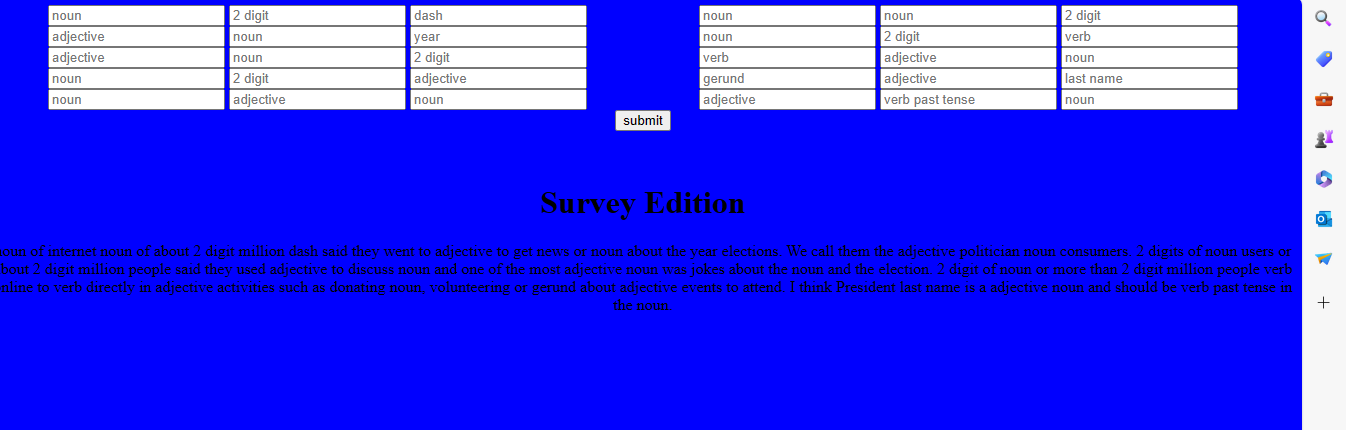 noun 2 digit dash noun noun 2 digit
adjective noun year noun 2 digit verb
adjective noun 2 digit verb adjective noun
noun 2 digit adjective gerund adjective last name
noun adjective noun adjective verb past tense noun
submit
Survey Edition
noun of internet noun of about 2 digit million dash said they went to adjective to get news or noun about the year elections. We call them the adjective politician noun consumers. 2 digits of noun users or
about 2 digit million people said they used adjective to discuss noun and one of the most adjective noun was jokes about the noun and the election. 2 digit of noun or more than 2 digit million people verb
online to verb directly in adjective activities such as donating noun, volunteering or gerund about adjective events to attend. I think President last name is a adjective noun and should be verb past tense in
the noun.